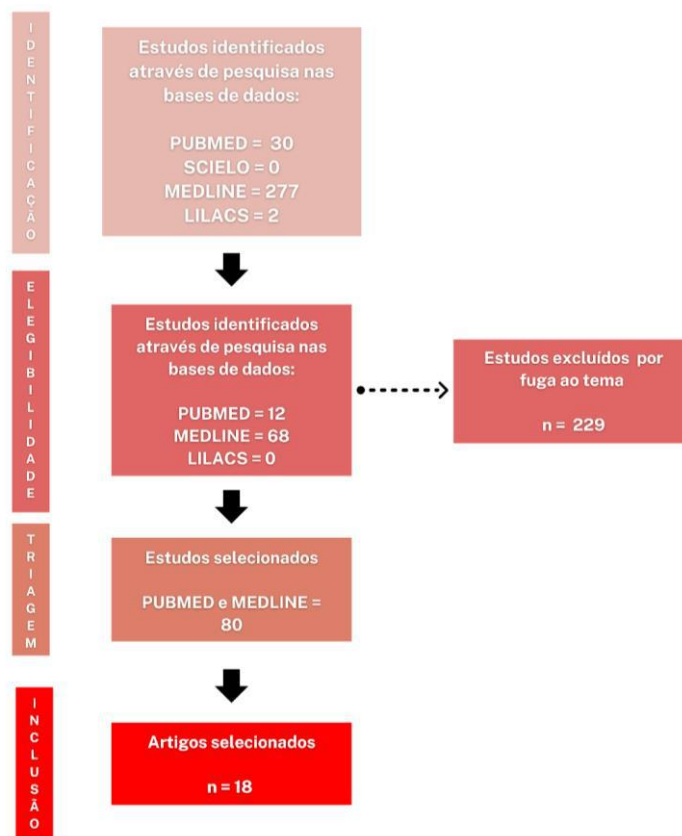 IDENTIFICAÇÃO
Estudos identificados
através de pesquisa nas
bases de dados:
PUBMED = 30
SCIELO = 0
MEDLINE = 277
LILACS = 2
ELEGIBILIDADE
Estudos identificados
através de pesquisa nas
bases de dados:
PUBMED = 12
MEDLINE = 68
LILACS = 0
Estudos excluídos por
fuga ao tema
n = 229
TRIAGEM
Estudos selecionados
PUBMED e MEDLINE =
80
INCLUSÃO
Artigos selecionados
n = 18